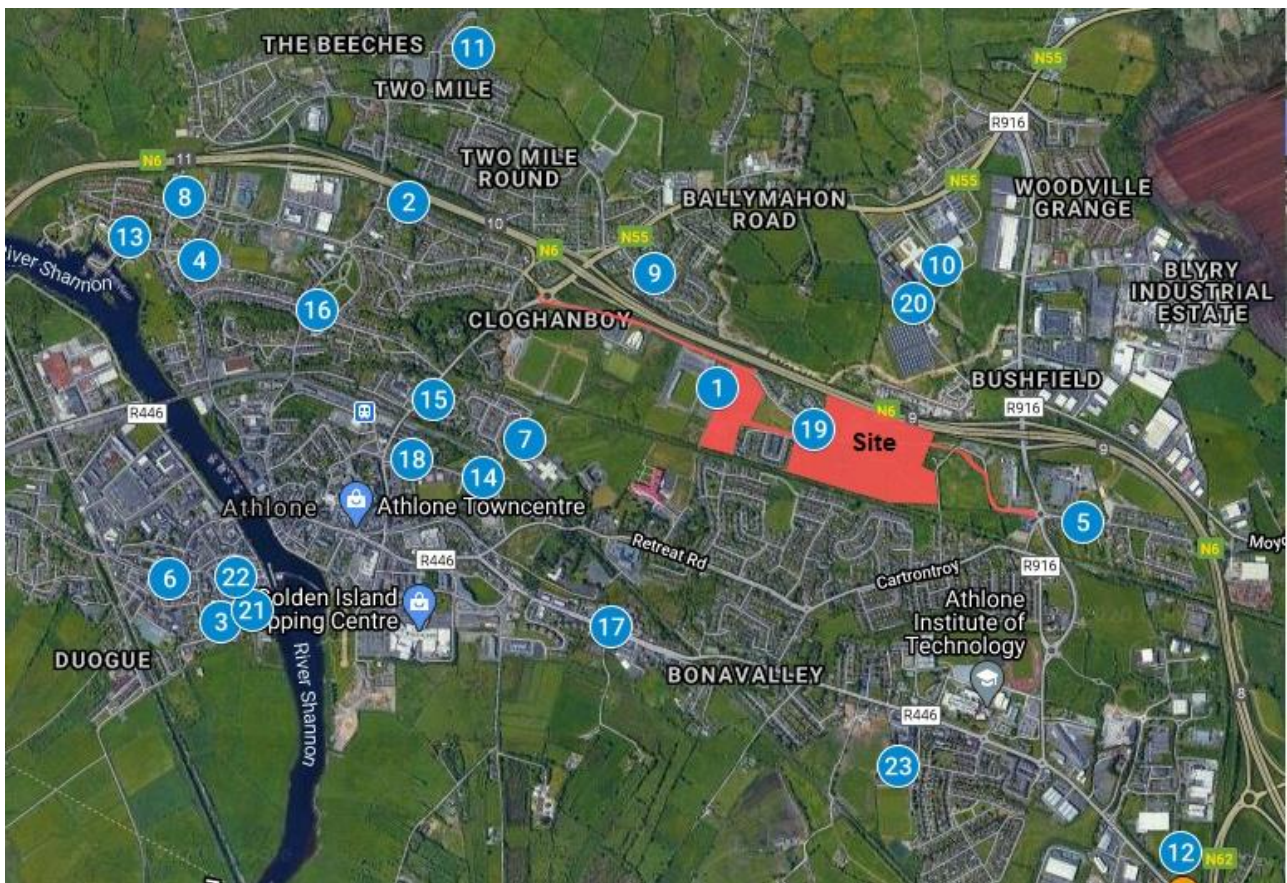 THE BEECHES
11
TWO MILE
N55
R916
N6
11
8
2
TWO MILE
ROUND
BALLYMAHON
ROAD
N55
WOODVILLE
GRANGE
10
N55
N6
13
4
River Shannon
9
10
BLYRY
INDUSTRIAL
ESTATE
20
16
CLOGHANBOY
1
BUSHFIELD
15
R446
N6
9
R916
9
19
Site
7
18
14
Athlone
Athlone Towncentre
5
Retreat Rd
R446
Cartrontroy
R916
N6
6
22
3
21
Golden Island
pping Centre
Athlone
Institute of
Technology
17
DUOGUE
BONAVALLEY
River Shannon
8
R446
23
12
N62